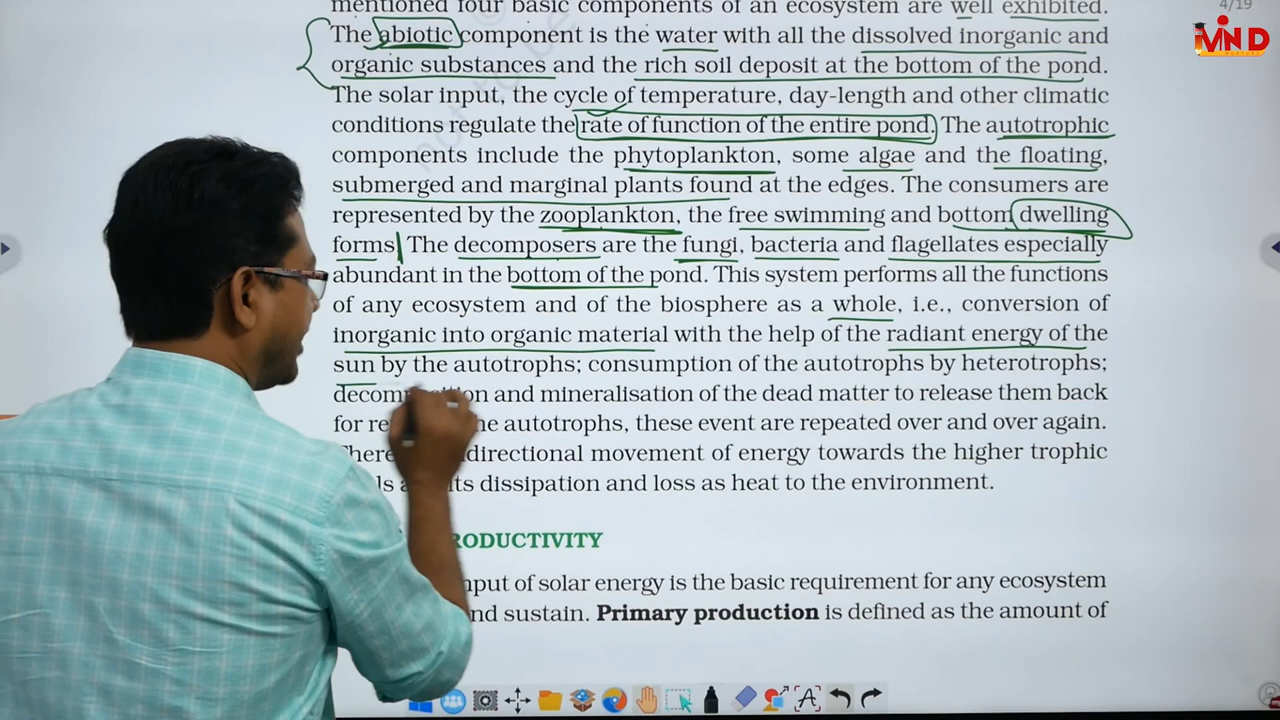 mentioned four basic components of an ecosystem are well exhibited.
4/19
MIND
The abiotic component is the water with all the dissolved inorganic and
organic substances and the rich soil deposit at the bottom of the pond.
The solar input, the cycle of temperature, day-length and other climatic
conditions regulate the rate of function of the entire pond. The autotrophic
components include the phytoplankton, some algae and the floating,
submerged and marginal plants found at the edges. The consumers are
represented by the zooplankton, the free swimming and bottom dwelling
forms. The decomposers are the fungi, bacteria and flagellates especially
abundant in the bottom of the pond. This system performs all the functions
of any ecosystem and of the biosphere as a whole, i.e., conversion of
inorganic into organic material with the help of the radiant energy of the
sun by the autotrophs; consumption of the autotrophs by heterotrophs;
and mineralisation of the dead matter to release them back
for autotrophs, these event are repeated over and over again.
directional movement of energy towards the higher trophic
its dissipation and loss as heat to the environment.
RODUCTIVITY
input of solar energy is the basic requirement for any ecosystem
nd sustain. Primary production is defined as the amount of